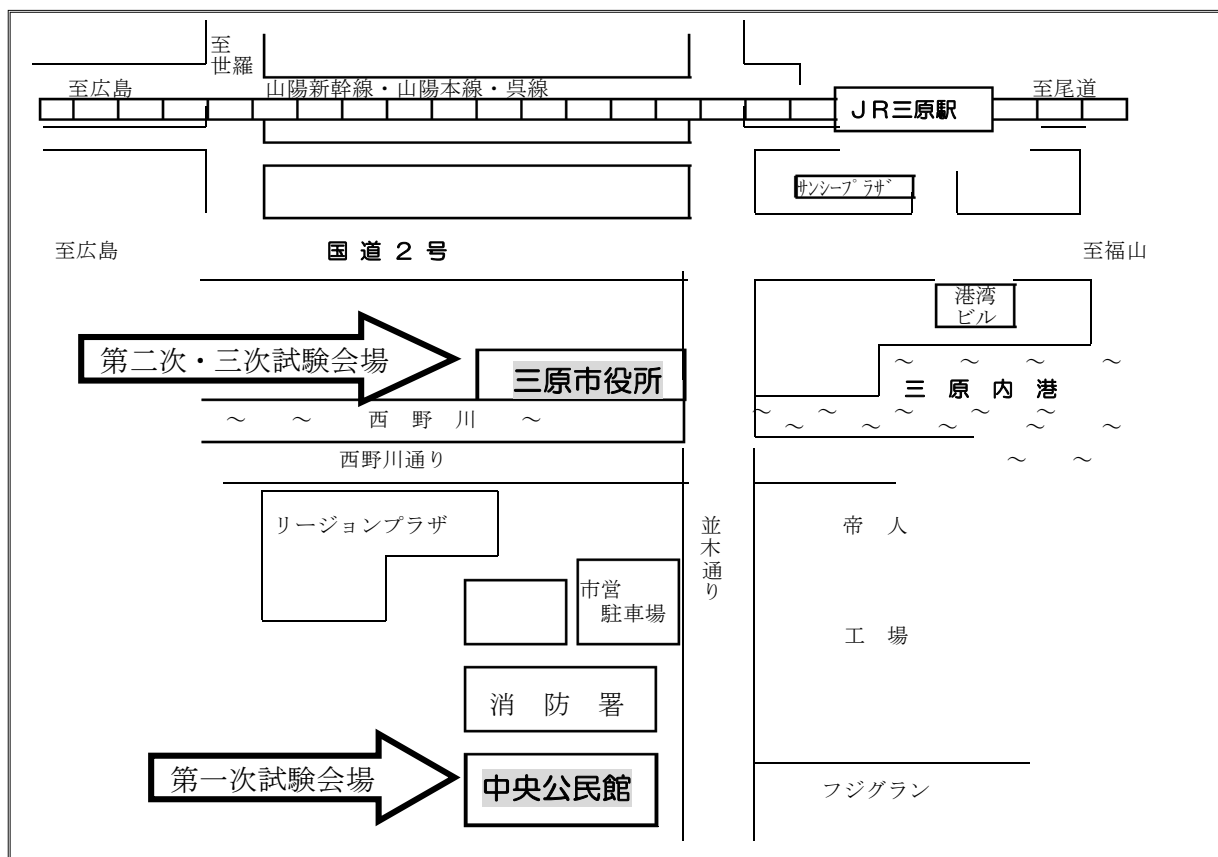 至
世羅
至広島
山陽新幹線・山陽本線・呉線
至尾道
ＪＲ三原駅
サンシープラザ
至広島
国道２号
至福山
港湾
ビル
第二次・三次試験会場
三原市役所
～ ～ ～ ～
三原内港
～ ～ 西野川 ～
～ ～ ～ ～ ～
～ ～ ～ ～ ～
西野川通り
～ ～
リージョンプラザ
並木通り
帝人
市営
駐車場
工場
消防署
第一次試験会場
中央公民館
フジグラン